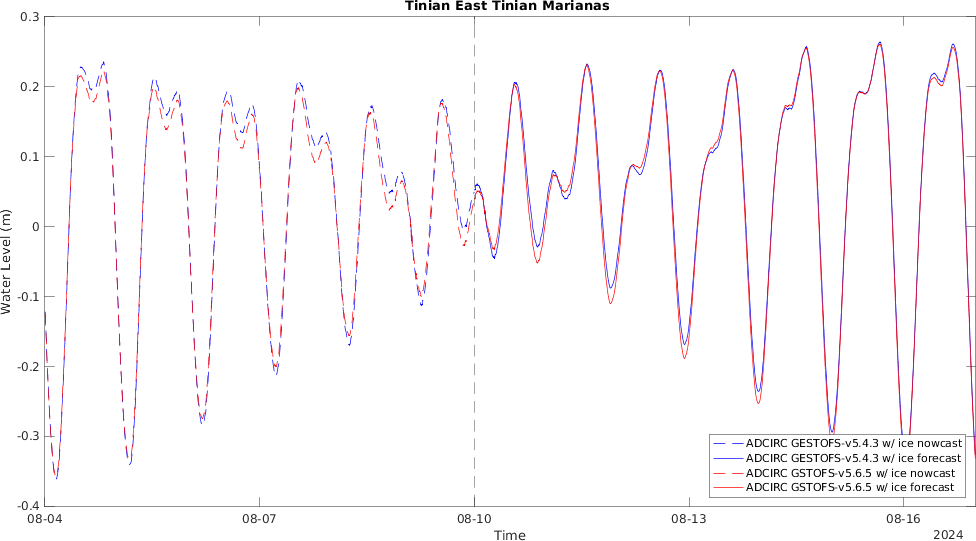 Tinian East Tinian Marianas
Water Level (m)
0.3
0.2
0.1
0
-0.1
-0.2
-0.3
-0.4
08-04
08-07
08-10
08-13
08-16
Time
2024
ADCIRC GESTOFS-v5.4.3 w/ ice nowcast
ADCIRC GESTOFS-v5.4.3 w/ ice forecast
ADCIRC GSTOFS-v5.6.5 w/ ice nowcast
ADCIRC GSTOFS-v5.6.5 w/ ice forecast